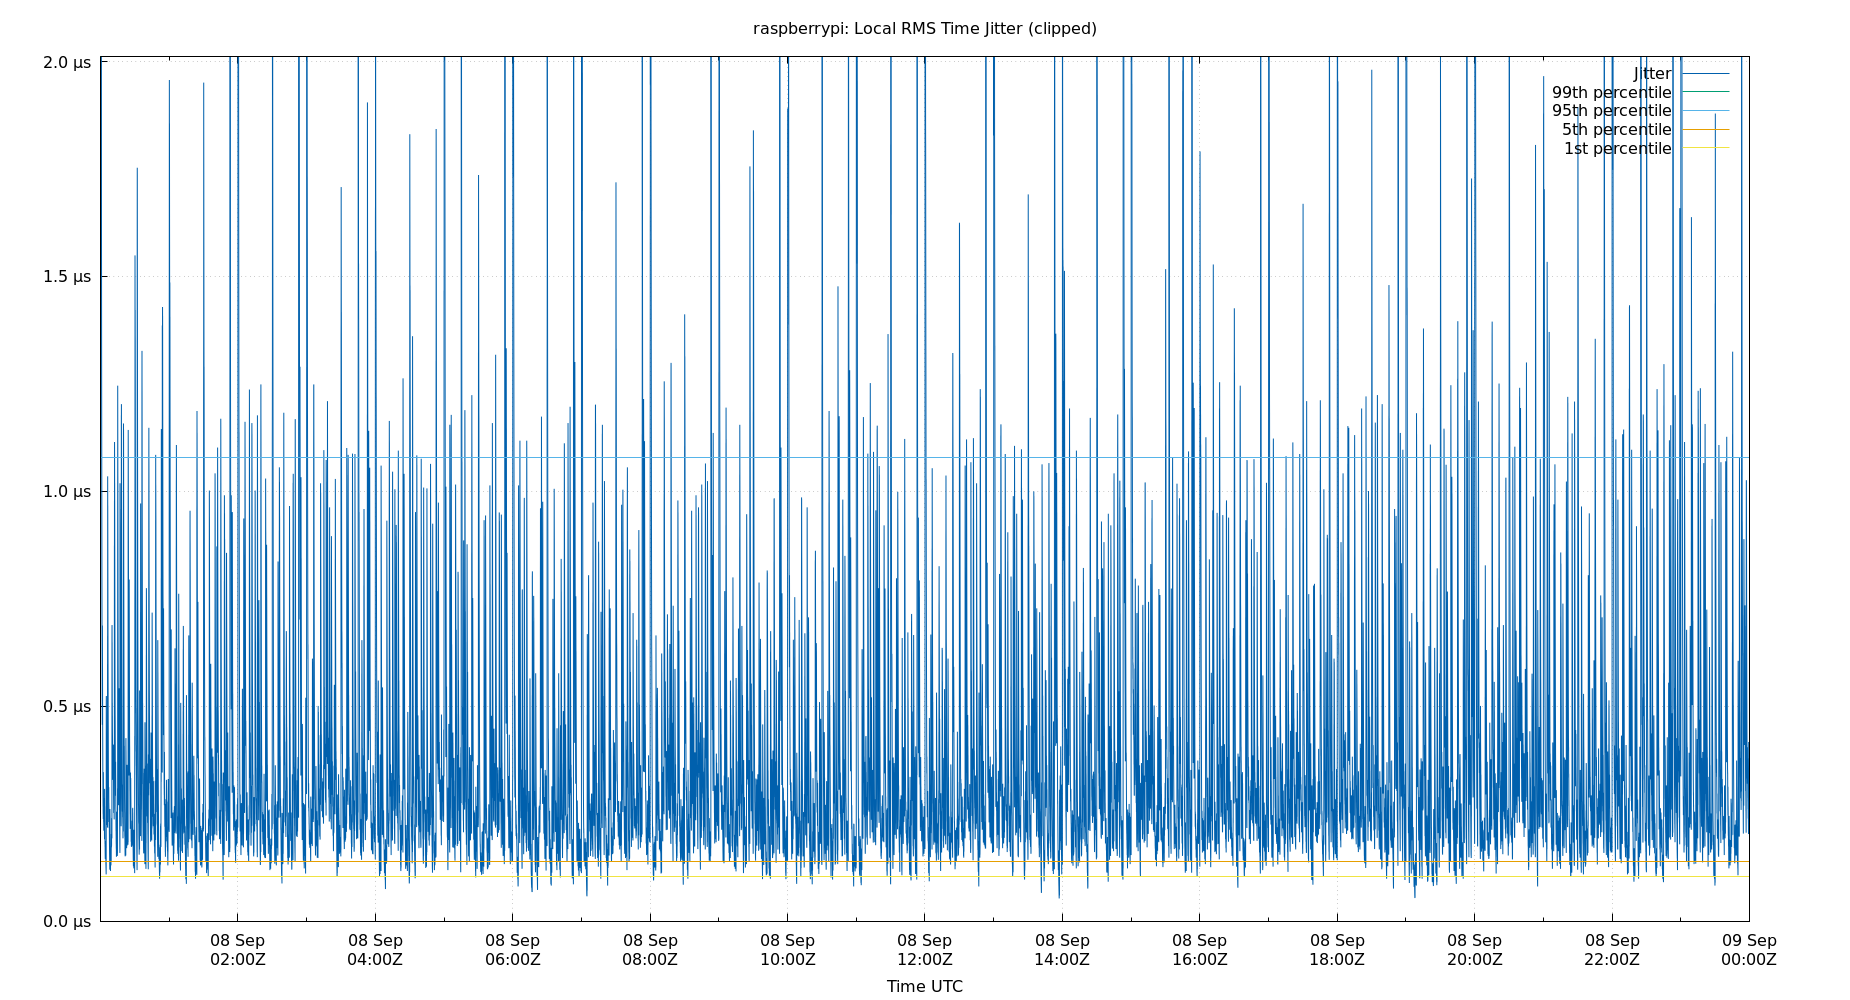 raspberrypi: Local RMS Time Jitter (clipped)
2.0 µs
1.5 µs
1.0 µs
0.5 µs
0.0 µs
Jitter
99th percentile
95th percentile
5th percentile
1st percentile
08 Sep 08 Sep 08 Sep 08 Sep 08 Sep 08 Sep 08 Sep 08 Sep 08 Sep 08 Sep 08 Sep 09 Sep
02:00Z 04:00Z 06:00Z 08:00Z 10:00Z 12:00Z 14:00Z 16:00Z 18:00Z 20:00Z 22:00Z 00:00Z
Time UTC